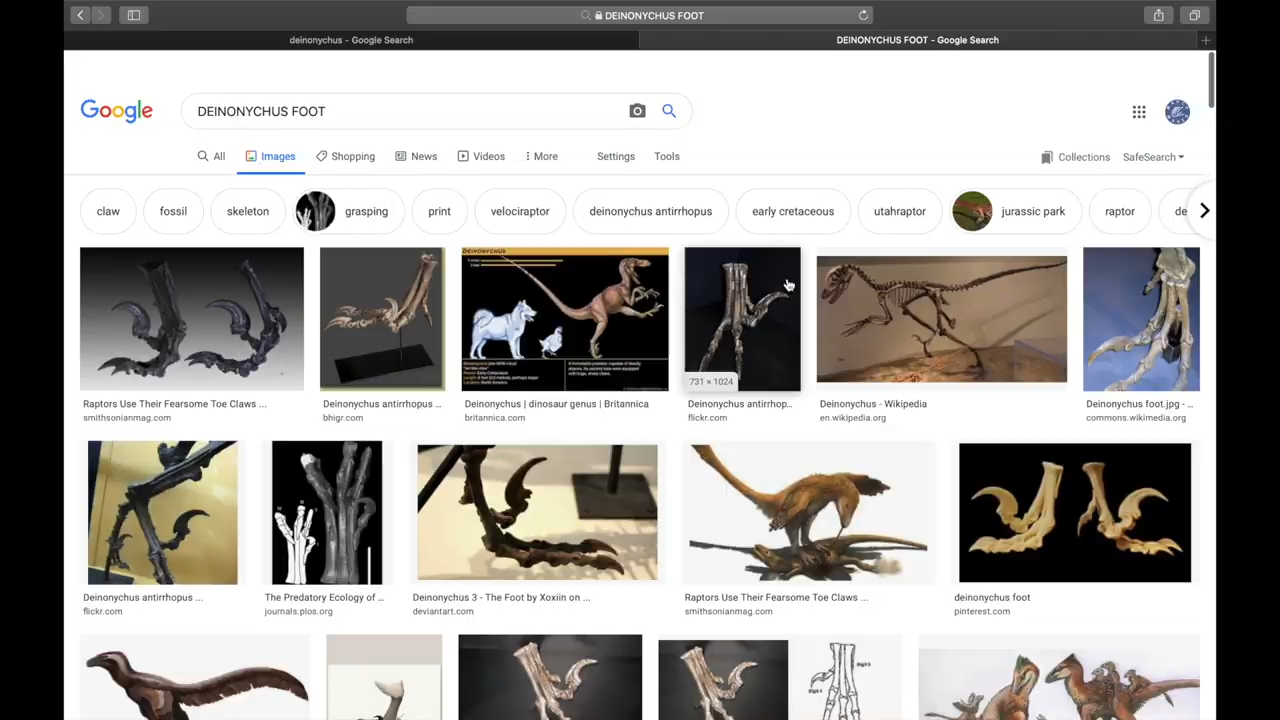 DEINONYCHUS FOOT
deinonychus - Google Search
DEINONYCHUS FOOT - Google Search
Google
DEINONYCHUS FOOT
All
Images
Shopping
News
Videos
More
Settings
Tools
Collections
SafeSearch
claw
fossil
skeleton
grasping
print
velociraptor
deinonychus antirrhopus
early cretaceous
utahraptor
jurassic park
raptor
de
DEINONYCHUS
731 × 1024
Raptors Use Their Fearsome Toe Claws ...
smithsonianmag.com
Deinonychus antirrhopus ...
bhigr.com
Deinonychus | dinosaur genus | Britannica
britannica.com
Deinonychus antirrhop...
flickr.com
Deinonychus - Wikipedia
en.wikipedia.org
Deinonychus foot.jpg - ...
commons.wikimedia.org
Deinonychus antirrhopus ...
flickr.com
The Predatory Ecology of ...
journals.plos.org
Deinonychus 3 - The Foot by Xoxiin on ...
deviantart.com
Raptors Use Their Fearsome Toe Claws ...
smithsonianmag.com
deinonychus foot
pinterest.com